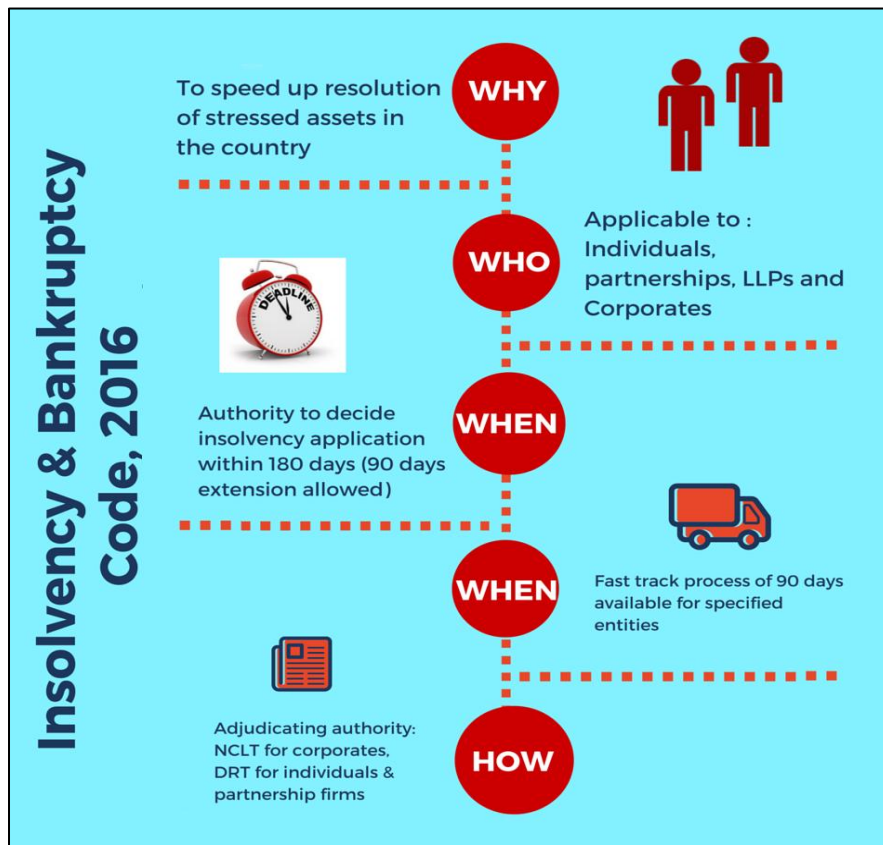 Insolvency & Bankruptcy
Code, 2016
WHY
To speed up resolution
of stressed assets in
the country
WHO
Applicable to :
Individuals,
partnerships, LLPs and
Corporates
DEADLINE
WHEN
Authority to decide
insolvency application
within 180 days (90 days
extension allowed)
WHEN
Fast track process of 90 days
available for specified
entities
HOW
Adjudicating authority:
NCLT for corporates,
DRT for individuals &
partnership firms